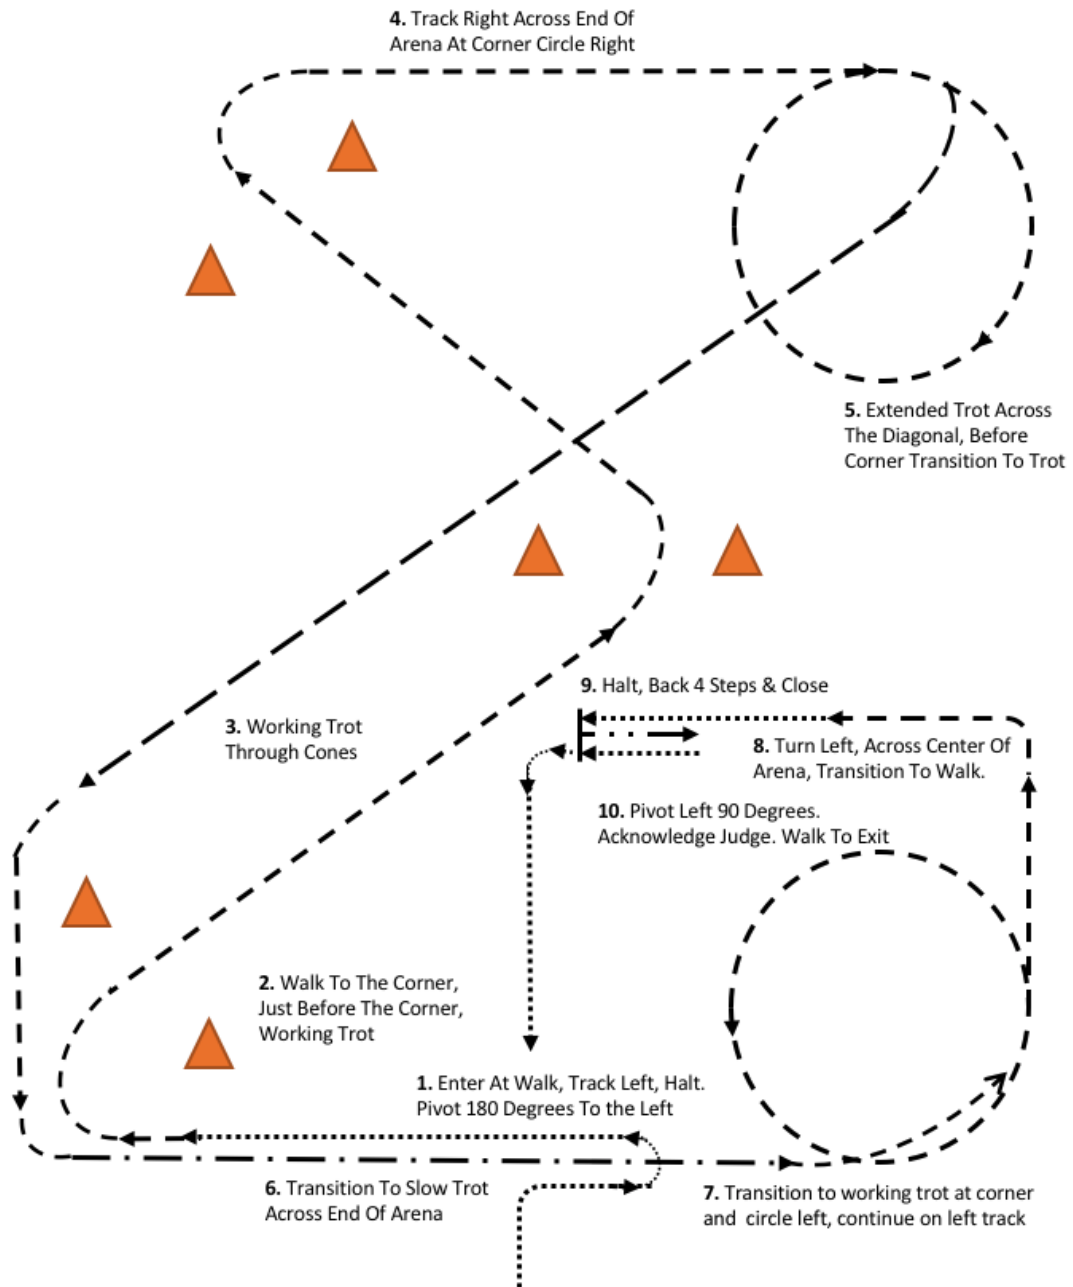 4. Track Right Across End Of
Arena At Corner Circle Right
5. Extended Trot Across
The Diagonal, Before
Corner Transition To Trot
9. Halt, Back 4 Steps & Close
3. Working Trot
Through Cones
8. Turn Left, Across Center Of
Arena, Transition To Walk.
10. Pivot Left 90 Degrees.
Acknowledge Judge. Walk To Exit
2. Walk To The Corner,
Just Before The Corner,
Working Trot
1. Enter At Walk, Track Left, Halt.
Pivot 180 Degrees To the Left
6. Transition To Slow Trot
Across End Of Arena
7. Transition to working trot at corner
and circle left, continue on left track